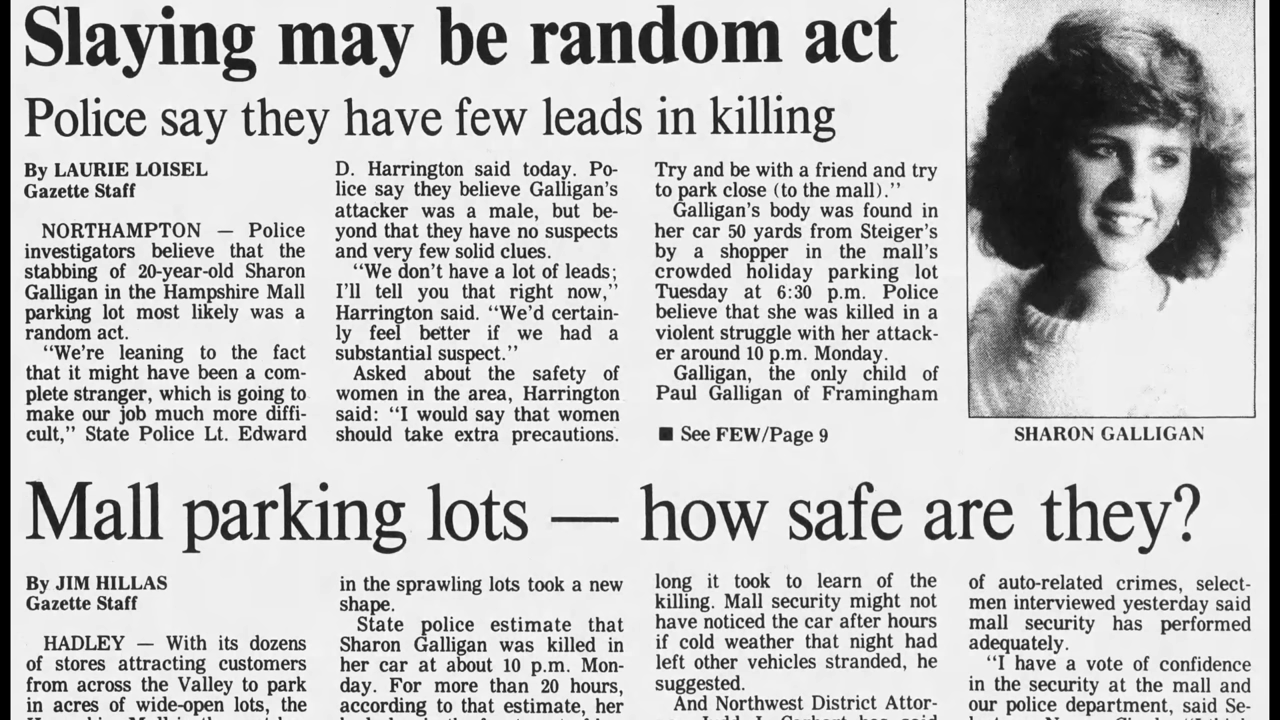 Slaying may be random act
Police say they have few leads in killing
By LAURIE LOISEL
Gazette Staff
NORTHAMPTON — Police
investigators believe that the
stabbing of 20-year-old Sharon
Galligan in the Hampshire Mall
parking lot most likely was a
random act.
“We’re leaning to the fact
that it might have been a com-
plete stranger, which is going to
make our job much more diffi-
cult,” State Police Lt. Edward
D. Harrington said today. Po-
lice say they believe Galligan’s
attacker was a male, but be-
yond that they have no suspects
and very few solid clues.
“We don’t have a lot of leads;
I’ll tell you that right now,”
Harrington said. “We’d certain-
ly feel better if we had a
substantial suspect.”
Asked about the safety of
women in the area, Harrington
said: “I would say that women
should take extra precautions.
Try and be with a friend and try
to park close (to the mall).”
Galligan’s body was found in
her car 50 yards from Steiger’s
by a shopper in the mall’s
crowded holiday parking lot
Tuesday at 6:30 p.m. Police
believe that she was killed in a
violent struggle with her attack-
er around 10 p.m. Monday.
Galligan, the only child of
Paul Galligan of Framingham
■ See FEW/Page 9
SHARON GALLIGAN
Mall parking lots — how safe are they?
By JIM HILLAS
Gazette Staff
HADLEY — With its dozens
of stores attracting customers
from across the Valley to park
in acres of wide-open lots, the
in the sprawling lots took a new
shape.
State police estimate that
Sharon Galligan was killed in
her car at about 10 p.m. Mon-
day. For more than 20 hours,
according to that estimate, her
long it took to learn of the
killing. Mall security might not
have noticed the car after hours
if cold weather that night had
left other vehicles stranded, he
suggested.
And Northwest District Attor-
of auto-related crimes, select-
men interviewed yesterday said
mall security has performed
adequately.
“I have a vote of confidence
in the security at the mall and
our police department, said Se-